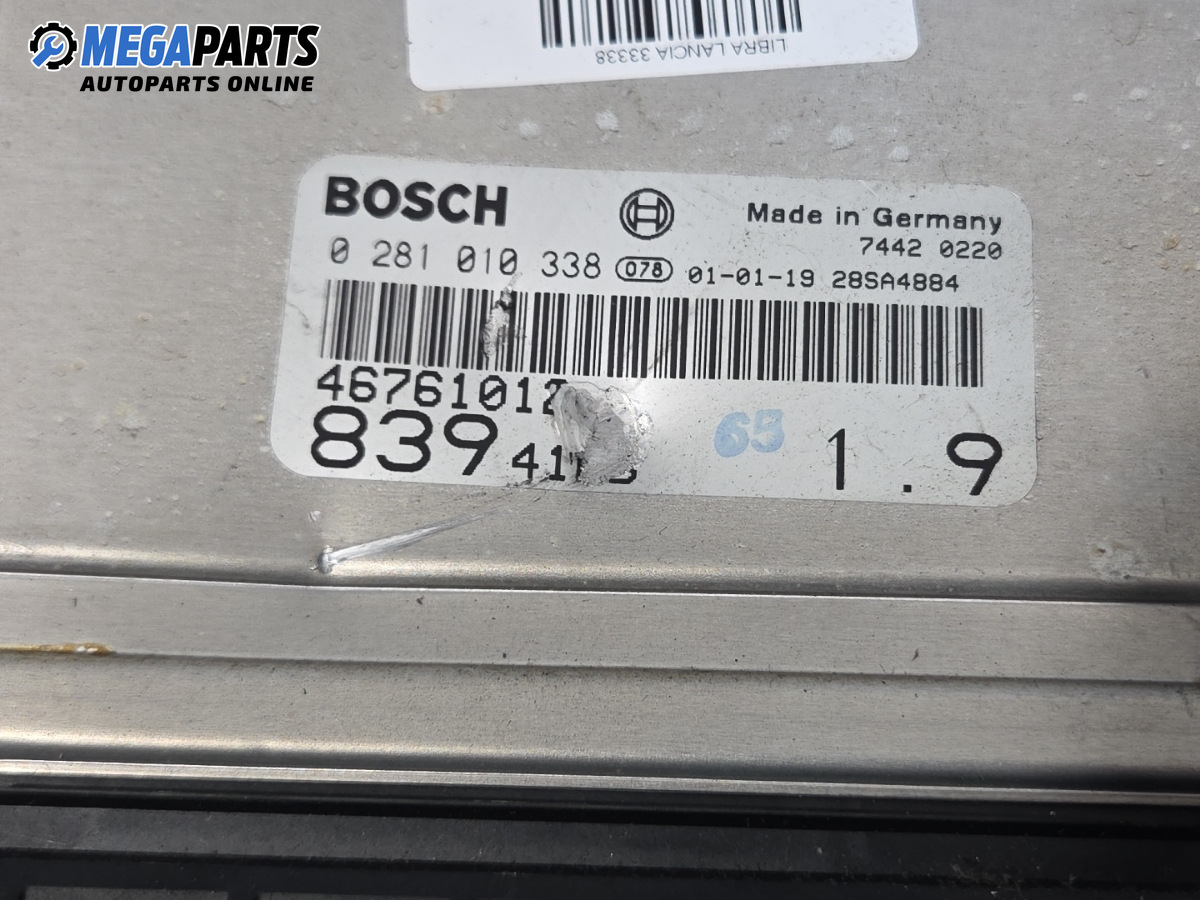 MEGAPARTS
AUTOPARTS ONLINE
LIBRA LANCIA 33338
BOSCH
Made in Germany
7442 0220
0 281 010 338 078 01-01-19 28SA4884
839
65
1.9